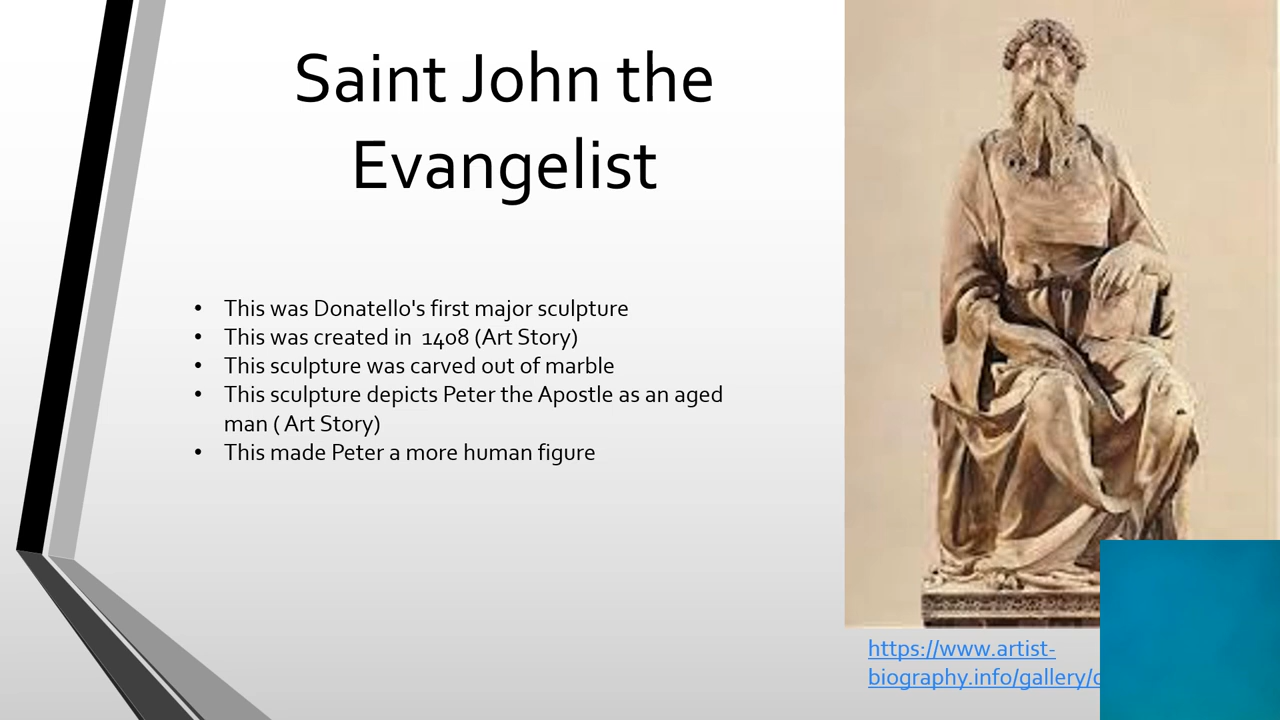 Saint John the
Evangelist
• This was Donatello's first major sculpture
• This was created in  1408 (Art Story)
• This sculpture was carved out of marble
• This sculpture depicts Peter the Apostle as an aged
man ( Art Story)
• This made Peter a more human figure
https://www.artist-
biography.info/gallery/